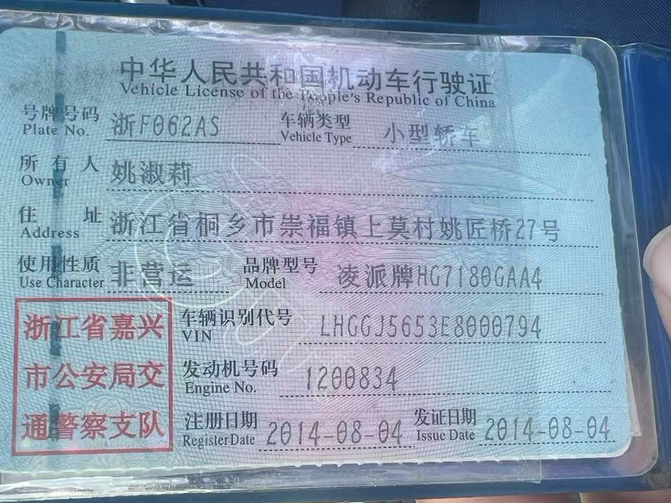 中华人民共和国机动车行驶证
Vehicle License of the People's Republic of China
号牌号码 浙F062AS 车辆类型 小型轿车
Plate No. Vehicle Type
所有人 姚淑莉
Owner
住址 浙江省桐乡市崇福镇上莫村姚匠桥27号
Address
使用性质 非营运 品牌型号 凌派牌HG7180GAA4
Use Character Model
浙江省嘉兴
市公安局交
通警察支队
车辆识别代号 LHGGJ5653E8000794
VIN
发动机号码 1200834
Engine No.
注册日期 2014-08-04 发证日期 2014-08-04
Register Date Issue Date